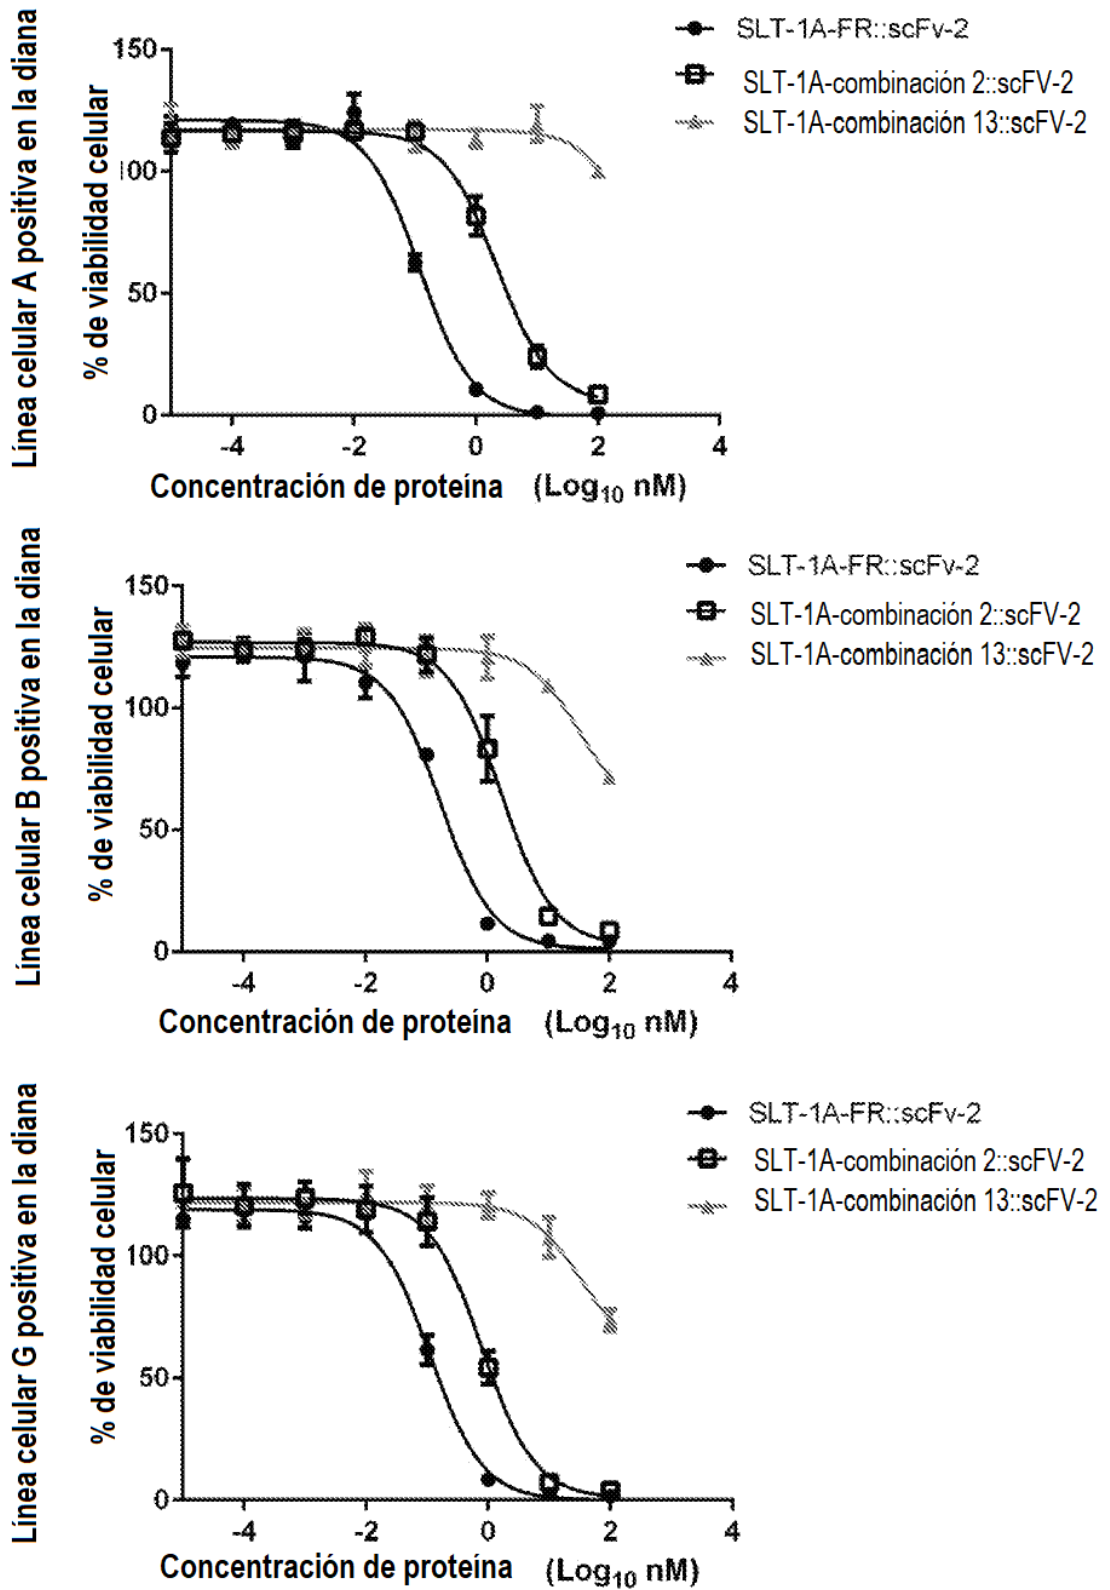 SLT-1A-FR::scFv-2
SLT-1A-combinación 2::scFV-2
SLT-1A-combinación 13::scFV-2
Línea celular A positiva en la diana
% de viabilidad celular
150
100
50
0
-4 -2 0 2 4
Concentración de proteína (Log10 nM)
SLT-1A-FR::scFv-2
SLT-1A-combinación 2::scFV-2
SLT-1A-combinación 13::scFV-2
Línea celular B positiva en la diana
% de viabilidad celular
150
100
50
0
-4 -2 0 2 4
Concentración de proteína (Log10 nM)
SLT-1A-FR::scFv-2
SLT-1A-combinación 2::scFV-2
SLT-1A-combinación 13::scFV-2
Línea celular G positiva en la diana
% de viabilidad celular
150
100
50
0
-4 -2 0 2 4
Concentración de proteína (Log10 nM)